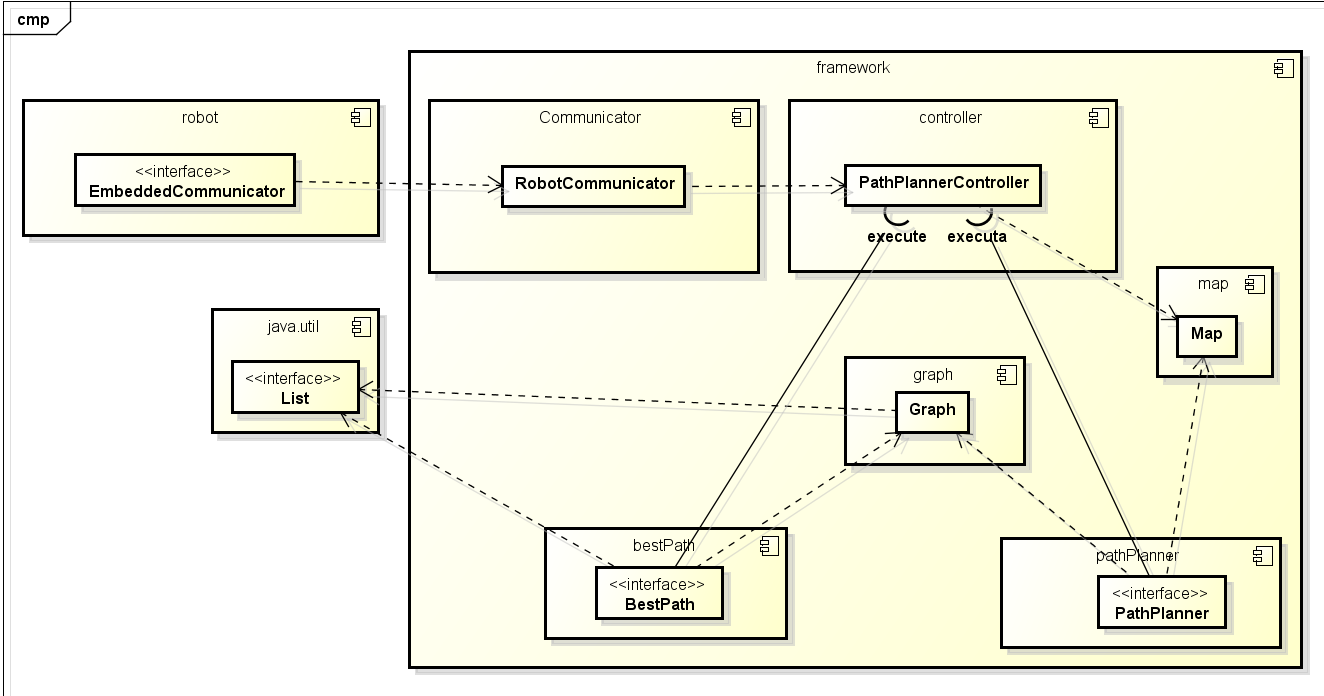 cmp
framework
robot
<<interface>>
EmbeddedCommunicator
Communicator
RobotCommunicator
controller
PathPlannerController
execute
executa
map
Map
java.util
<<interface>>
List
graph
Graph
bestPath
<<interface>>
BestPath
pathPlanner
<<interface>>
PathPlanner